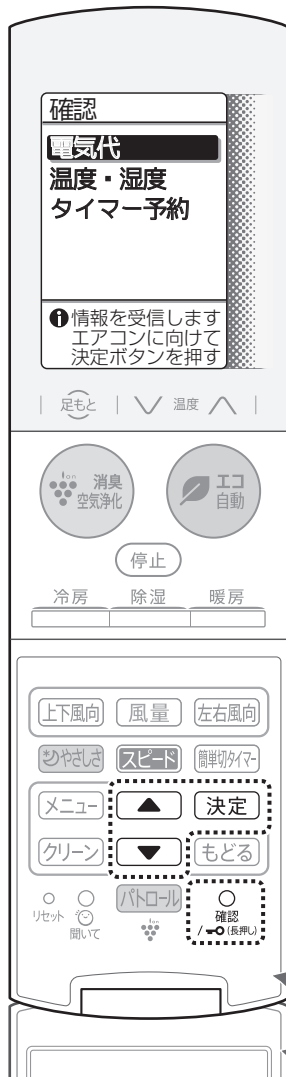 確認
電気代
温度・湿度
タイマー予約
情報を受信します
エアコンに向けて
決定ボタンを押す
足もと 温度
ion 消臭 空気浄化
エコ 自動
停止
冷房 除湿 暖房
上下風向 風量 左右風向
やさしさ スピード 簡単切タイマー
メニュー ▲ 決定
クリーン ▼ もどる
リセット 聞いて パトロール 確認
/ (長押し)
ion